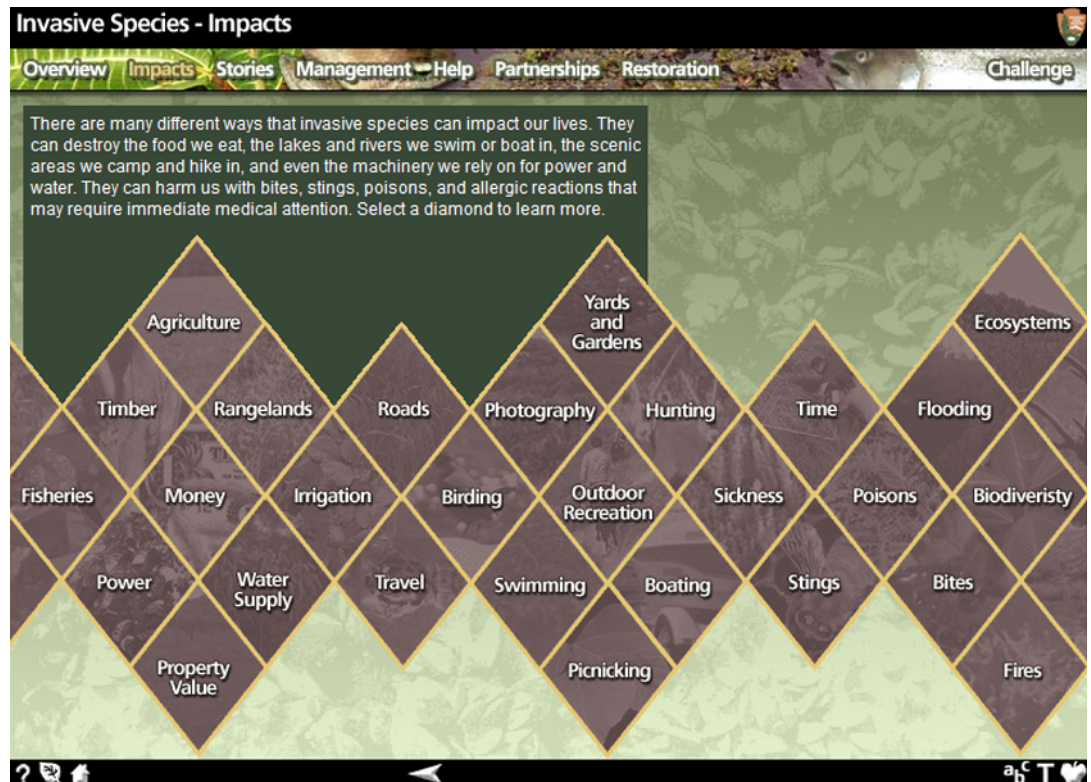 Invasive Species - Impacts
Overview Impacts Stories Management Help Partnerships Restoration Challenge
There are many different ways that invasive species can impact our lives. They
can destroy the food we eat, the lakes and rivers we swim or boat in, the scenic
areas we camp and hike in, and even the machinery we rely on for power and
water. They can harm us with bites, stings, poisons, and allergic reactions that
may require immediate medical attention. Select a diamond to learn more.
Agriculture
Yards
and
Gardens
Ecosystems
Timber
Rangelands
Roads
Photography
Hunting
Time
Flooding
Fisheries
Money
Irrigation
Birding
Outdoor
Recreation
Sickness
Poisons
Biodiveristy
Power
Water
Supply
Travel
Swimming
Boating
Stings
Bites
Property
Value
Picnicking
Fires
? abc T